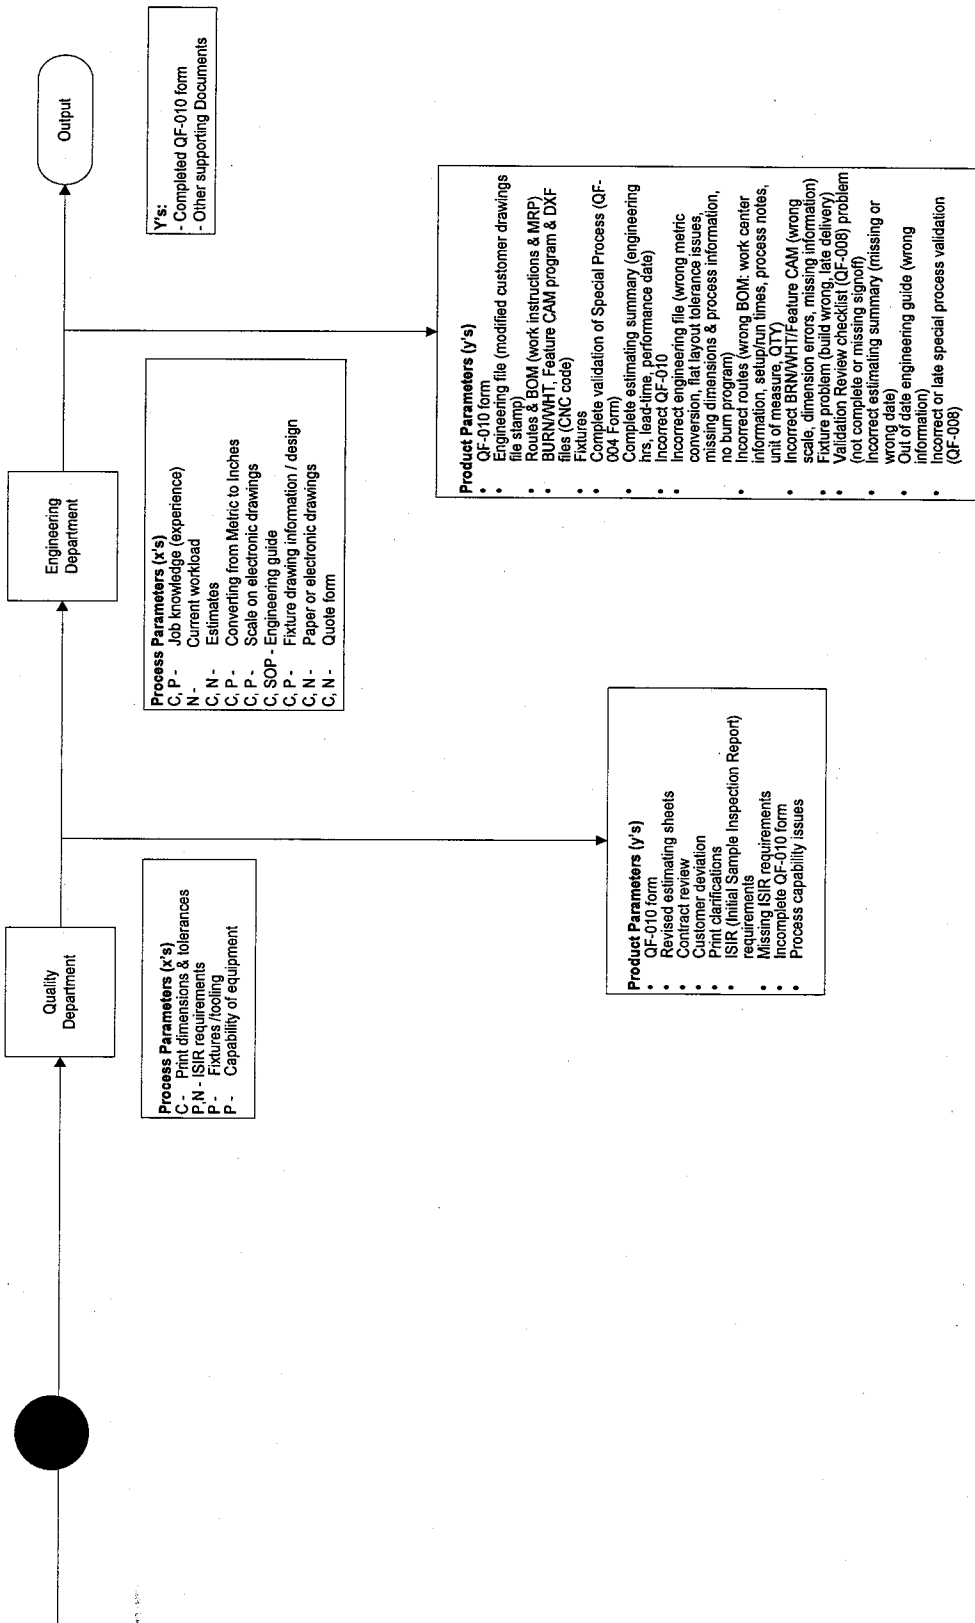 Quality
Department
Engineering
Department
Output
Process Parameters (x's)
C - Print dimensions & tolerances
P,N - ISIR requirements
P - Fixtures /tooling
P - Capability of equipment
Process Parameters (x's)
C, P - Job knowledge (experience)
N - Current workload
C, N - Estimates
C, P - Converting from Metric to Inches
C, P - Scale on electronic drawings
C, SOP - Engineering guide
C, P - Fixture drawing information / design
C, N - Paper or electronic drawings
C, N - Quote form
Y's:
- Completed QF-010 form
- Other supporting Documents
Product Parameters (y's)
• QF-010 form
• Revised estimating sheets
• Contract review
• Customer deviation
• Print clarifications
• ISIR (Initial Sample Inspection Report)
requirements
• Missing ISIR requirements
• Incomplete QF-010 form
• Process capability issues
Product Parameters (y's)
• QF-010 form
• Engineering file (modified customer drawings
file stamp)
• Routes & BOM (work instructions & MRP)
• BURN/WHT, Feature CAM program & DXF
files (CNC code)
• Fixtures
• Complete validation of Special Process (QF-
004 Form)
• Complete estimating summary (engineering
hrs, lead-time, performance date)
• Incorrect QF-010
• Incorrect engineering file (wrong metric
conversion, flat layout tolerance issues,
missing dimensions & process information,
no burn program)
• Incorrect routes (wrong BOM: work center
information, setup/run times, process notes,
unit of measure, QTY)
• Incorrect BRN/WHT/Feature CAM (wrong
scale, dimension errors, missing information)
• Fixture problem (build wrong, late delivery)
• Validation Review checklist (QF-008) problem
(not complete or missing signoff)
• Incorrect estimating summary (missing or
wrong date)
• Out of date engineering guide (wrong
information)
• Incorrect or late special process validation
(QF-008)